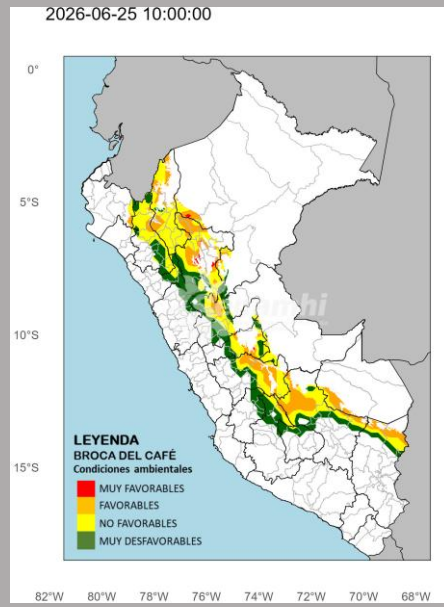 2026-06-25 10:00:00
0°
5°S
10°S
15°S
LEYENDA
BROCA DEL CAFÉ
Condiciones ambientales
MUY FAVORABLES
FAVORABLES
NO FAVORABLES
MUY DESFAVORABLES
82°W 80°W 78°W 76°W 74°W 72°W 70°W 68°W